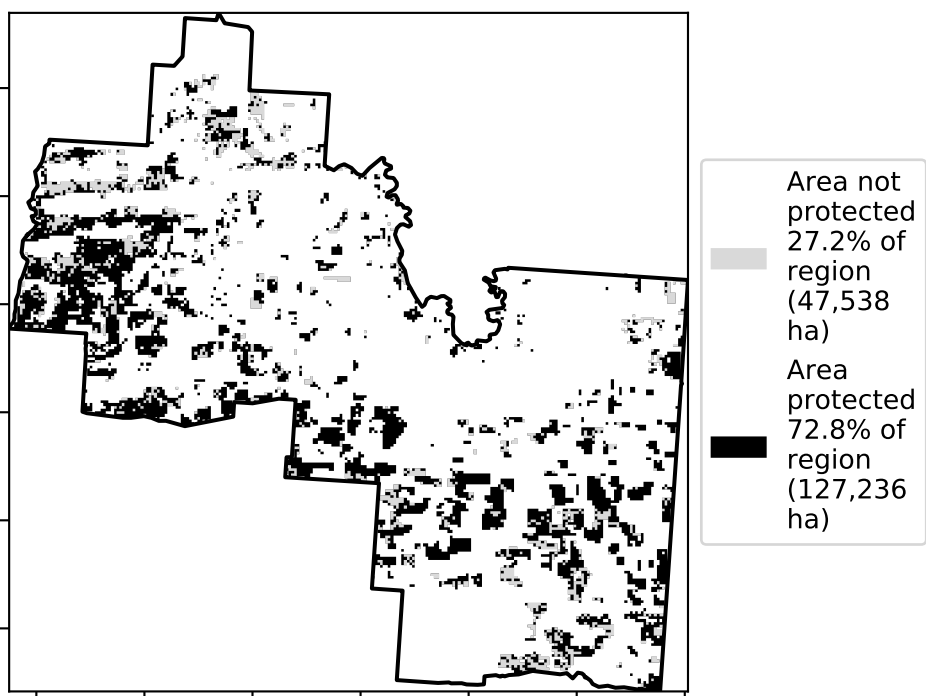 Area not
protected
27.2% of
region
(47,538
ha)
Area
protected
72.8% of
region
(127,236
ha)